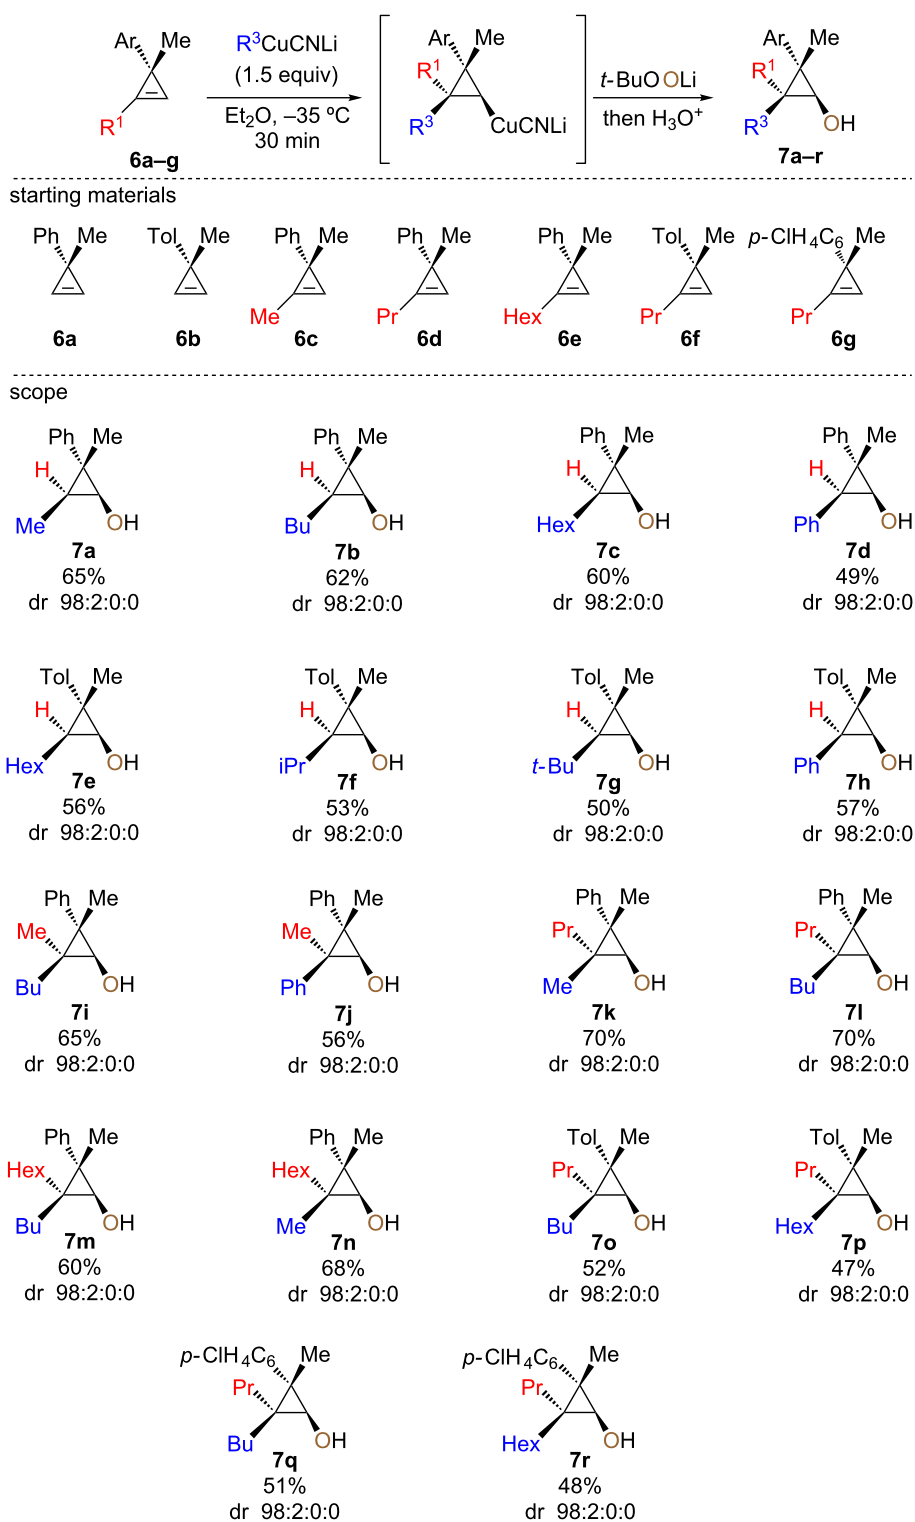 Ar Me R³CuCNLi Ar Me Ar Me
R¹ (1.5 equiv) R¹ t-BuOOLi R¹
Et₂O, –35 ºC R³ CuCNLi then H₃O⁺ R³ OH
30 min
6a–g 7a–r
starting materials
Ph Me Tol Me Ph Me Ph Me Ph Me Tol Me p-ClH₄C₆ Me
Me Pr Hex Pr Pr
6a 6b 6c 6d 6e 6f 6g
scope
Ph Me Ph Me Ph Me Ph Me
H H H H
Me OH Bu OH Hex OH Ph OH
7a 7b 7c 7d
65% 62% 60% 49%
dr 98:2:0:0 dr 98:2:0:0 dr 98:2:0:0 dr 98:2:0:0
Tol Me Tol Me Tol Me Tol Me
H H H H
Hex OH iPr OH t-Bu OH Ph OH
7e 7f 7g 7h
56% 53% 50% 57%
dr 98:2:0:0 dr 98:2:0:0 dr 98:2:0:0 dr 98:2:0:0
Ph Me Ph Me Ph Me Ph Me
Me Me Pr Pr
Bu OH Ph OH Me OH Bu OH
7i 7j 7k 7l
65% 56% 70% 70%
dr 98:2:0:0 dr 98:2:0:0 dr 98:2:0:0 dr 98:2:0:0
Ph Me Ph Me Tol Me Tol Me
Hex Hex Pr Pr
Bu OH Me OH Bu OH Hex OH
7m 7n 7o 7p
60% 68% 52% 47%
dr 98:2:0:0 dr 98:2:0:0 dr 98:2:0:0 dr 98:2:0:0
p-ClH₄C₆ Me p-ClH₄C₆ Me
Pr Pr
Bu OH Hex OH
7q 7r
51% 48%
dr 98:2:0:0 dr 98:2:0:0